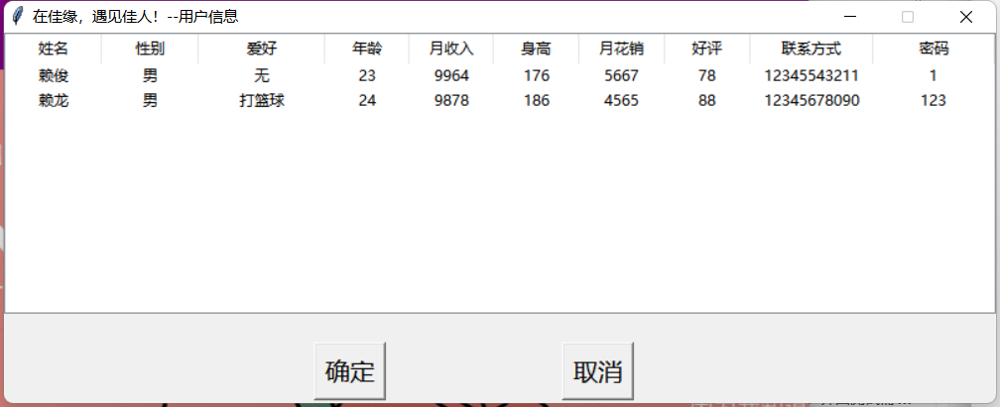 在佳缘，遇见佳人！--用户信息
姓名 性别 爱好 年龄 月收入 身高 月花销 好评 联系方式 密码
赖俊 男 无 23 9964 176 5667 78 12345543211 1
赖龙 男 打篮球 24 9878 186 4565 88 12345678090 123
确定 取消